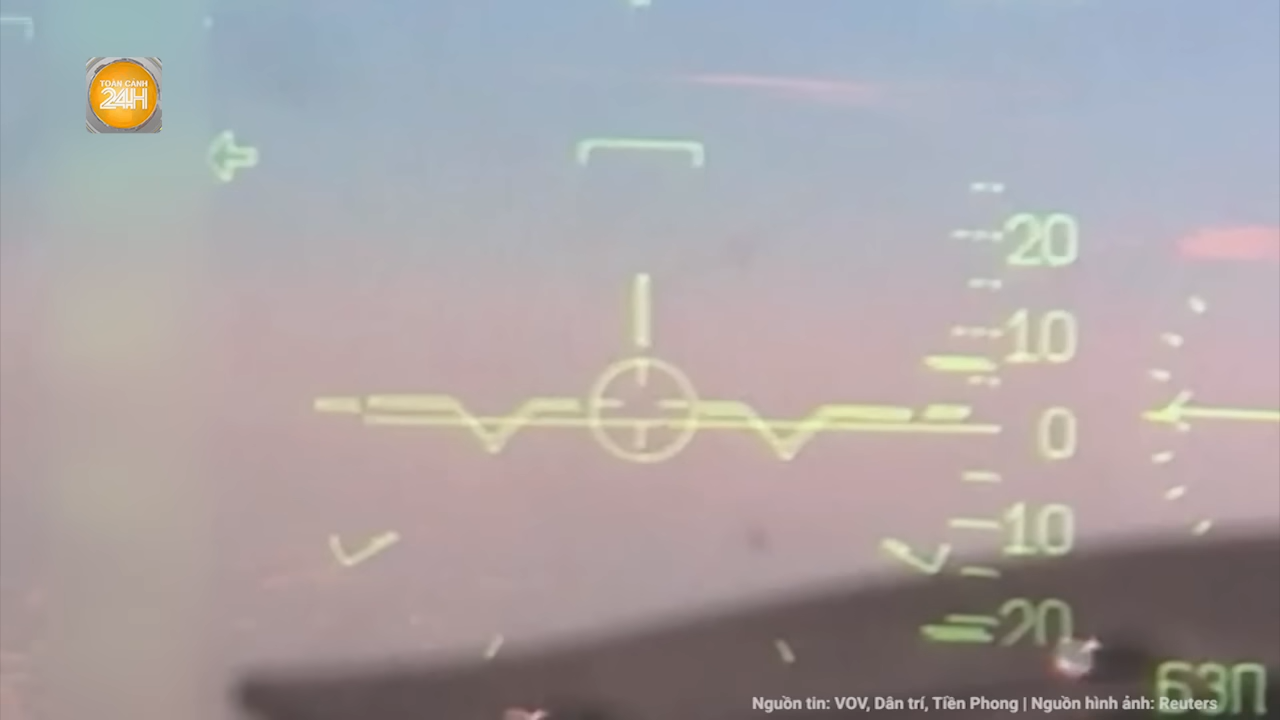 TOÀN CẢNH
24H
20
10
0
10
20
Nguồn tin: VOV, Dân trí, Tiền Phong | Nguồn hình ảnh: Reuters